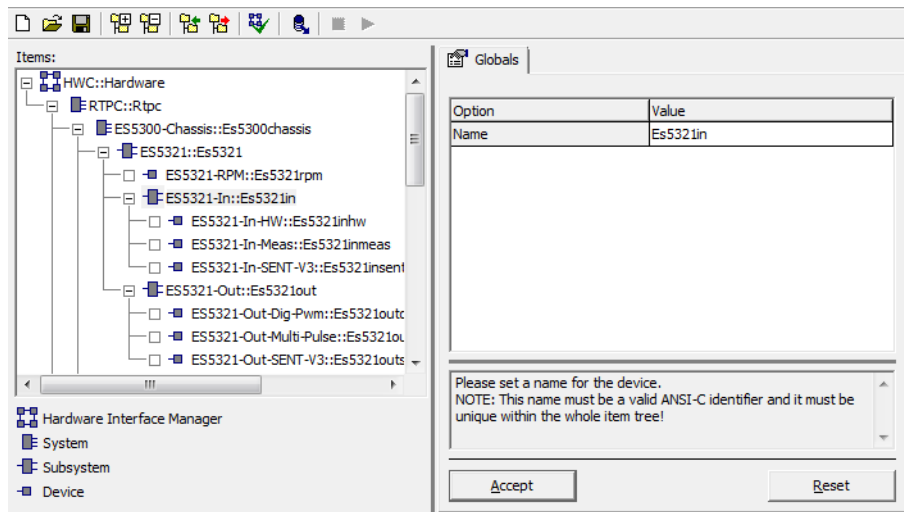 Items:
HWC::Hardware
RTPC::Rtpc
ES5300-Chassis::Es5300chassis
ES5321::Es5321
ES5321-RPM::Es5321rpm
ES5321-In::Es5321in
ES5321-In-HW::Es5321inhw
ES5321-In-Meas::Es5321inmeas
ES5321-In-SENT-V3::Es5321insent
ES5321-Out::Es5321out
ES5321-Out-Dig-Pwm::Es5321outd
ES5321-Out-Multi-Pulse::Es5321ou
ES5321-Out-SENT-V3::Es5321outs
Hardware Interface Manager
System
Subsystem
Device
Globals
Option Value
Name Es5321in
Please set a name for the device.
NOTE: This name must be a valid ANSI-C identifier and it must be
unique within the whole item tree!
Accept Reset